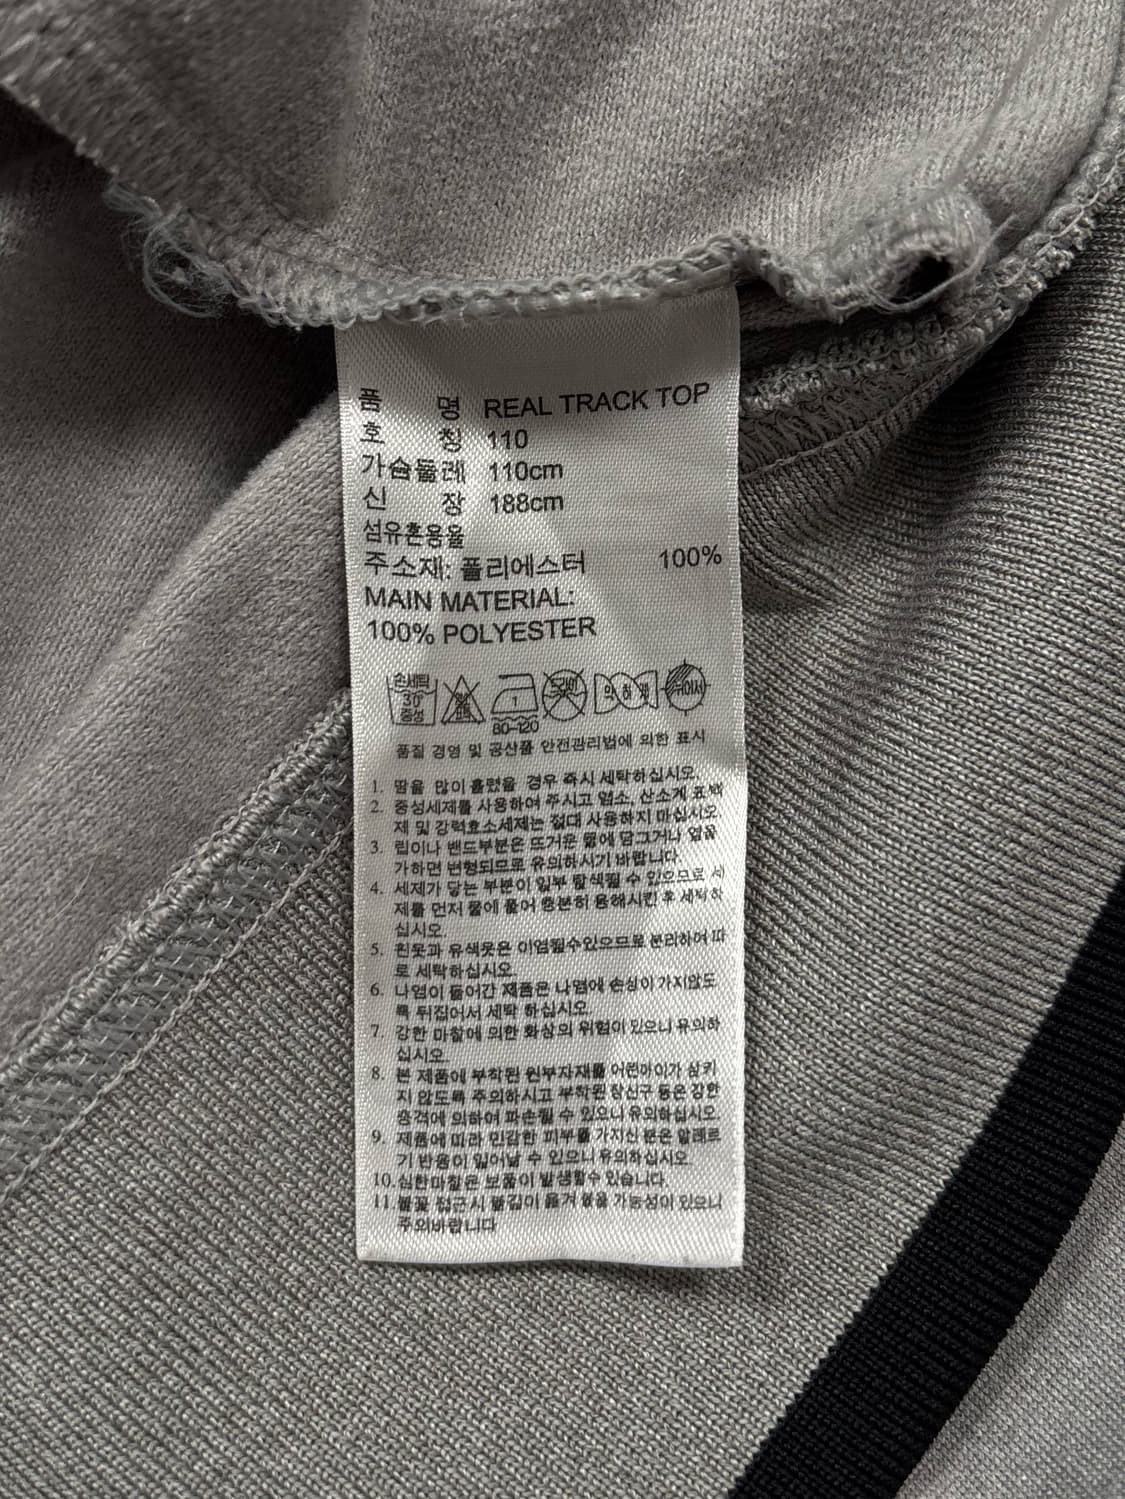 품 명 REAL TRACK TOP
호 칭 110
가슴둘레 110cm
신 장 188cm
섬유혼용율
주소재: 폴리에스터 100%
MAIN MATERIAL:
100% POLYESTER
손세탁
30
중성
1
80-120
품질 경영 및 공산품 안전관리법에 의한 표시
1. 땀을 많이 흘렸을 경우 즉시 세탁하십시오.
2. 중성세제를 사용하여 주시고 염소, 산소계 표백
제 및 강력효소세제는 절대 사용하지 마십시오.
3. 립이나 밴드부분은 뜨거운 물에 담그거나 열을
가하면 변형되므로 유의하시기 바랍니다.
4. 세제가 닿는 부분이 일부 탈색될 수 있으므로 세
제를 먼저 물에 풀어 충분히 용해시킨 후 세탁하
십시오.
5. 흰옷과 유색옷은 이염될수있으므로 분리하여 따
로 세탁하십시오.
6. 나염이 들어간 제품은 나염에 손상이 가지않도
록 뒤집어서 세탁 하십시오.
7. 강한 마찰에 의한 화상의 위험이 있으니 유의하
십시오.
8. 본 제품에 부착된 원부자재를 어린아이가 삼키
지 않도록 주의하시고 부착된 장신구 등은 강한
충격에 의하여 파손될 수 있으니 유의하십시오.
9. 제품에 따라 민감한 피부를 가지신 분은 알레르
기 반응이 일어날 수 있으니 유의하십시오.
10. 심한마찰은 보풀이 발생할수 있습니다.
11. 불꽃 접근시 불길이 옮겨 붙을 가능성이 있으니
주의바랍니다